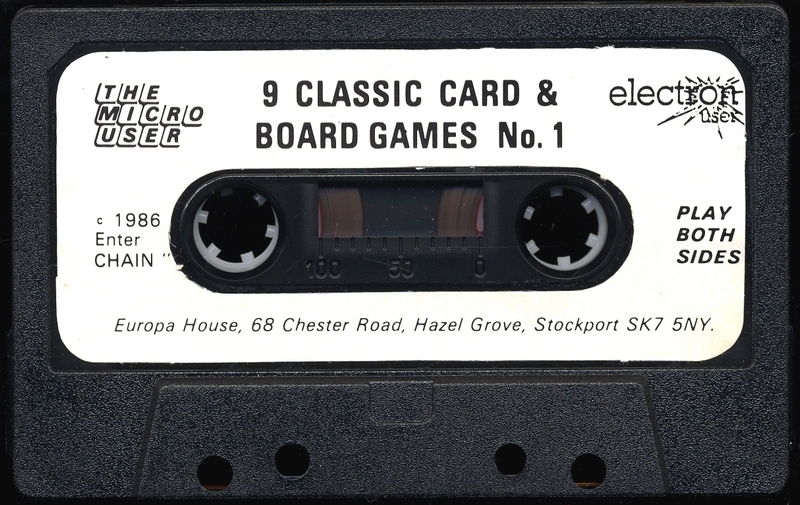 THE
MICRO
USER
9 CLASSIC CARD &
BOARD GAMES No. 1
electron
user
c 1986
Enter
CHAIN "
PLAY
BOTH
SIDES
100 50 0
Europa House, 68 Chester Road, Hazel Grove, Stockport SK7 5NY.